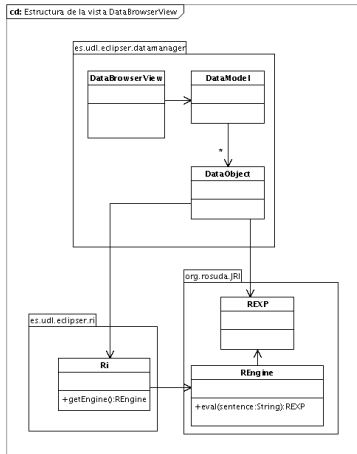 cd: Estructura de la vista DataBrowserView
es.udl.eclipser.datamanager
DataBrowserView
DataModel
*
DataObject
org.rosuda.JRI
REXP
es.udl.eclipser.ri
Ri
+getEngine():REngine
REngine
+eval(sentence:String):REXP